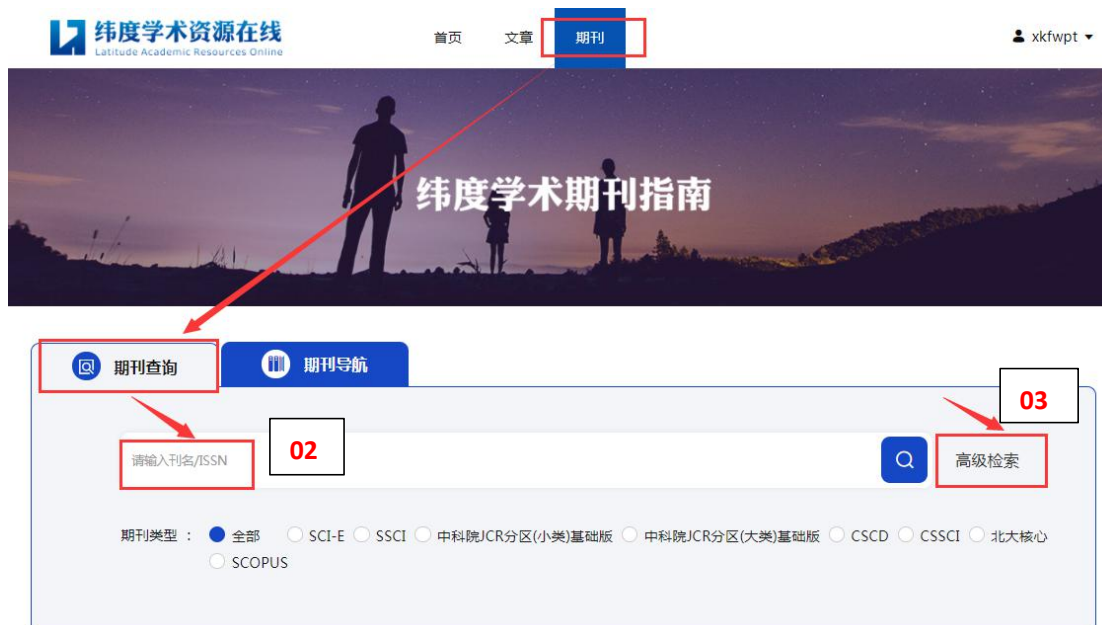 纬度学术资源在线
Latitude Academic Resources Online
首页 文章 期刊
xkfwpt
纬度学术期刊指南
期刊查询 期刊导航
03
请输入刊名/ISSN
02
高级检索
期刊类型 : 全部 SCI-E SSCI 中科院JCR分区(小类)基础版 中科院JCR分区(大类)基础版 CSCD CSSCI 北大核心
SCOPUS